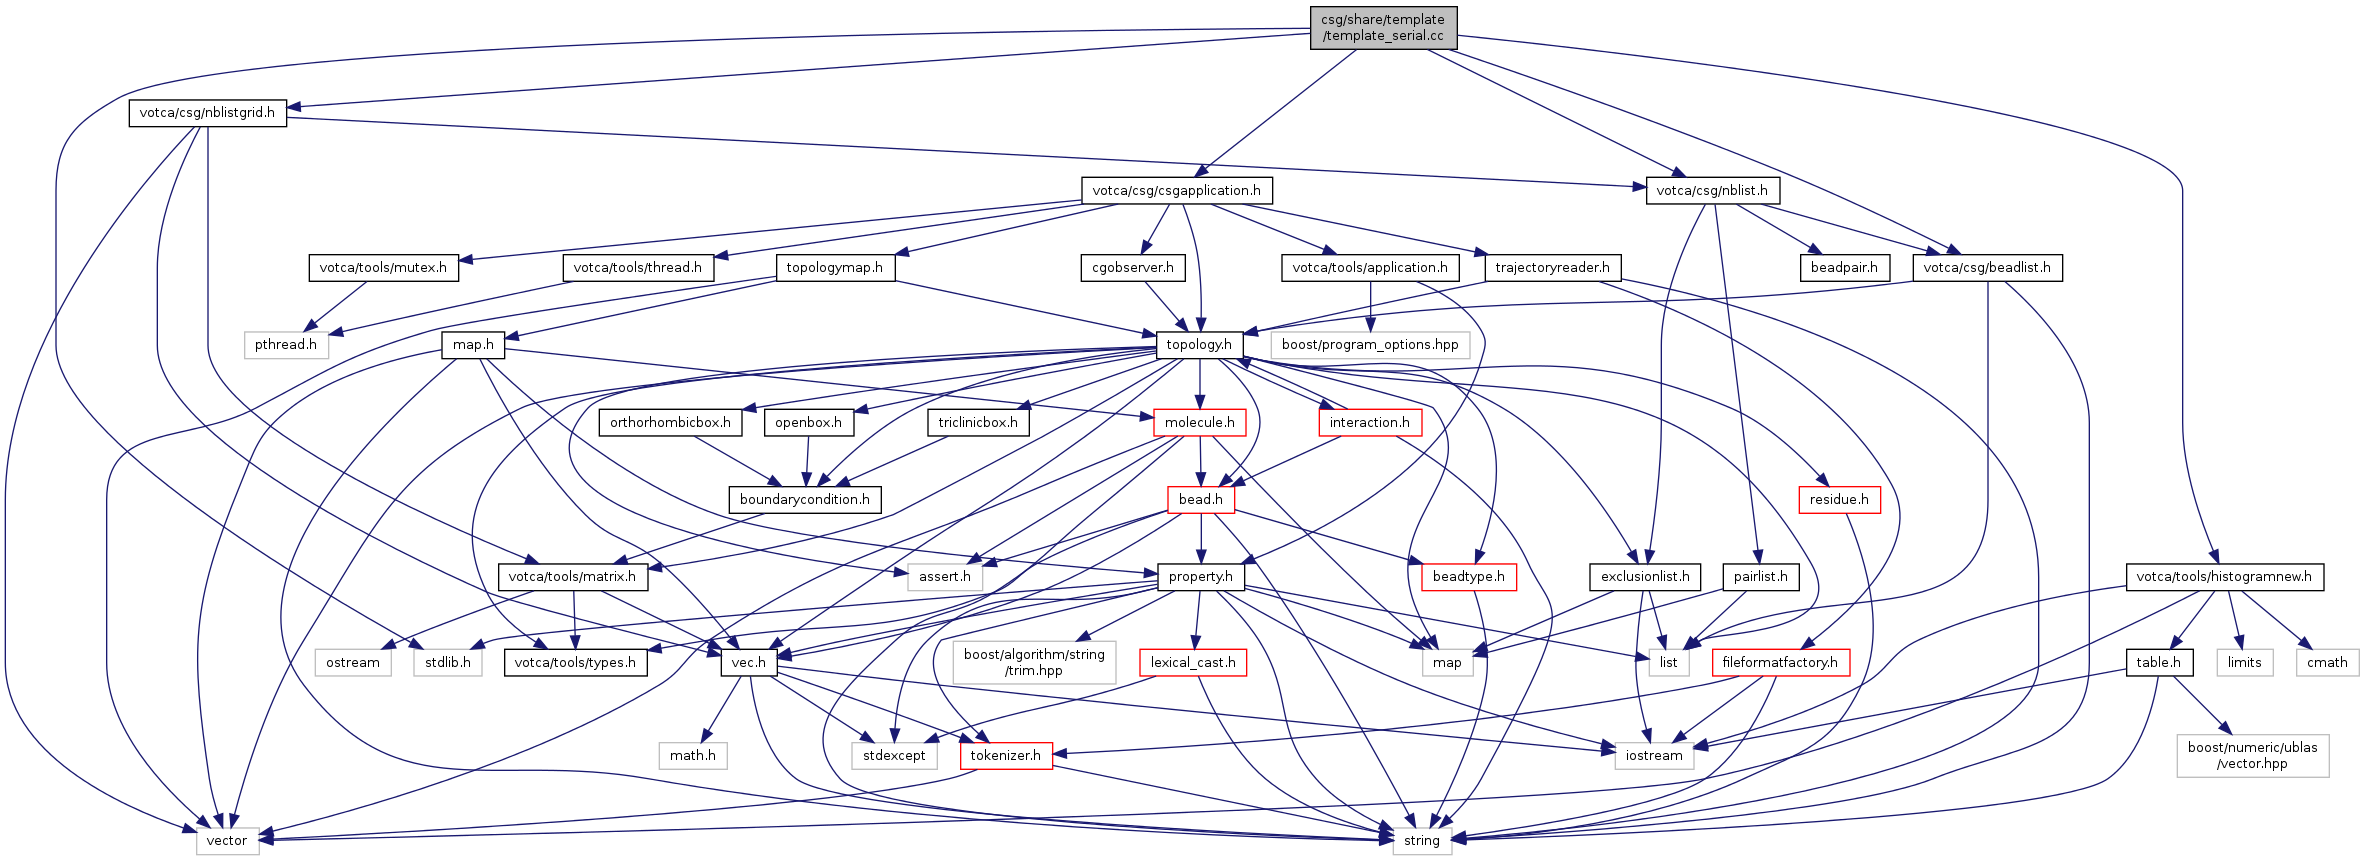 csg/share/template
/template_serial.cc
votca/csg/nblistgrid.h
votca/csg/csgapplication.h
votca/csg/nblist.h
votca/tools/mutex.h
votca/tools/thread.h
topologymap.h
cgobserver.h
votca/tools/application.h
trajectoryreader.h
beadpair.h
votca/csg/beadlist.h
pthread.h
map.h
topology.h
boost/program_options.hpp
orthorhombicbox.h
openbox.h
triclinicbox.h
molecule.h
interaction.h
boundarycondition.h
bead.h
residue.h
votca/tools/matrix.h
assert.h
property.h
beadtype.h
exclusionlist.h
pairlist.h
votca/tools/histogramnew.h
ostream
stdlib.h
votca/tools/types.h
vec.h
boost/algorithm/string
/trim.hpp
lexical_cast.h
map
list
fileformatfactory.h
table.h
limits
cmath
math.h
stdexcept
tokenizer.h
iostream
boost/numeric/ublas
/vector.hpp
vector
string